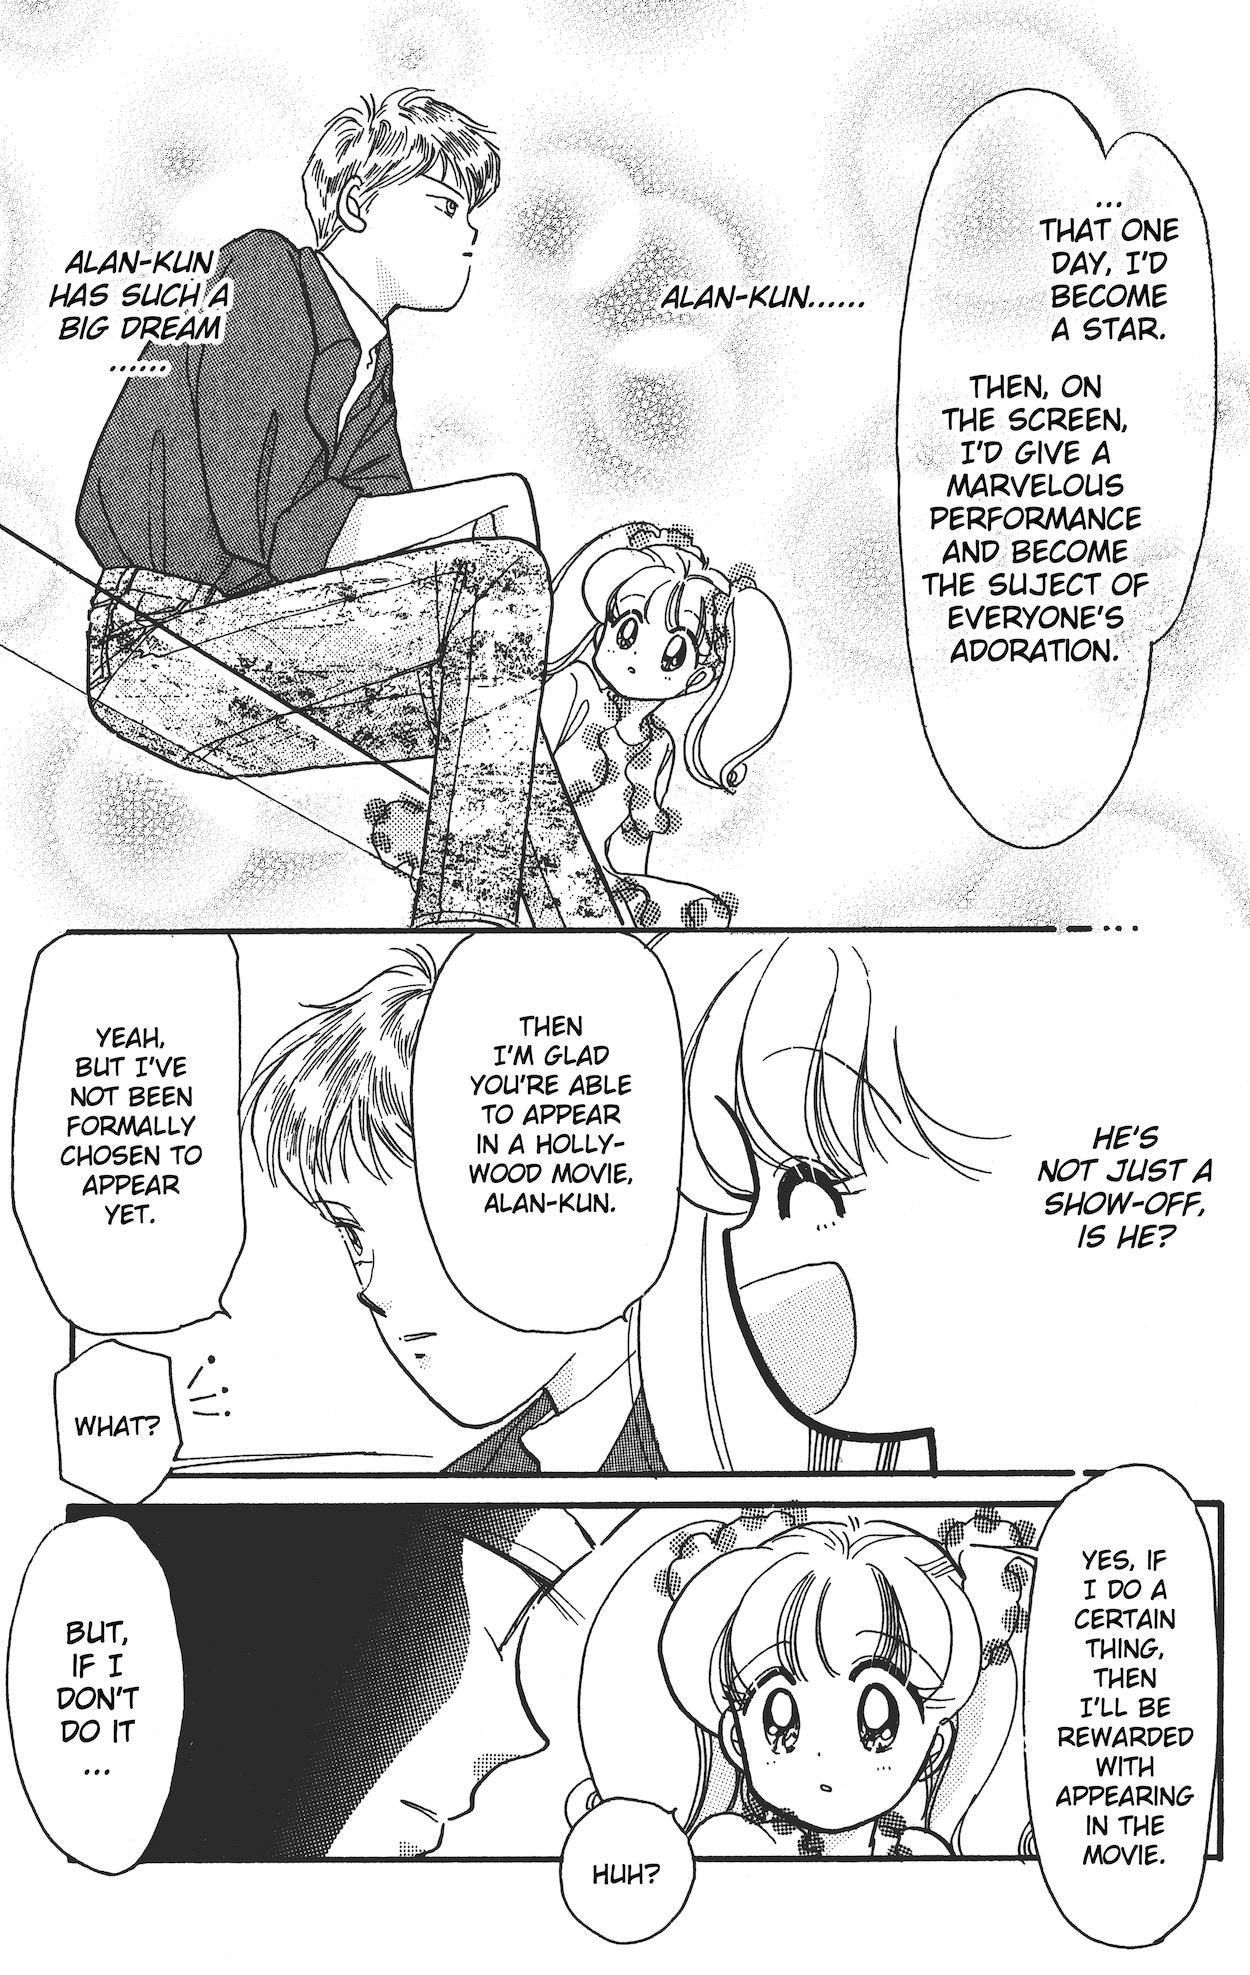 ...
THAT ONE
DAY, I'D
BECOME
A STAR.
THEN, ON
THE SCREEN,
I'D GIVE A
MARVELOUS
PERFORMANCE
AND BECOME
THE SUJECT OF
EVERYONE'S
ADORATION.
ALAN-KUN......
ALAN-KUN
HAS SUCH A
BIG DREAM
......
HE'S
NOT JUST A
SHOW-OFF,
IS HE?
THEN
I'M GLAD
YOU'RE ABLE
TO APPEAR
IN A HOLLY-
WOOD MOVIE,
ALAN-KUN.
YEAH,
BUT I'VE
NOT BEEN
FORMALLY
CHOSEN TO
APPEAR
YET.
WHAT?
YES, IF
I DO A
CERTAIN
THING,
THEN
I'LL BE
REWARDED
WITH
APPEARING
IN THE
MOVIE.
HUH?
BUT,
IF I
DON'T
DO IT
...